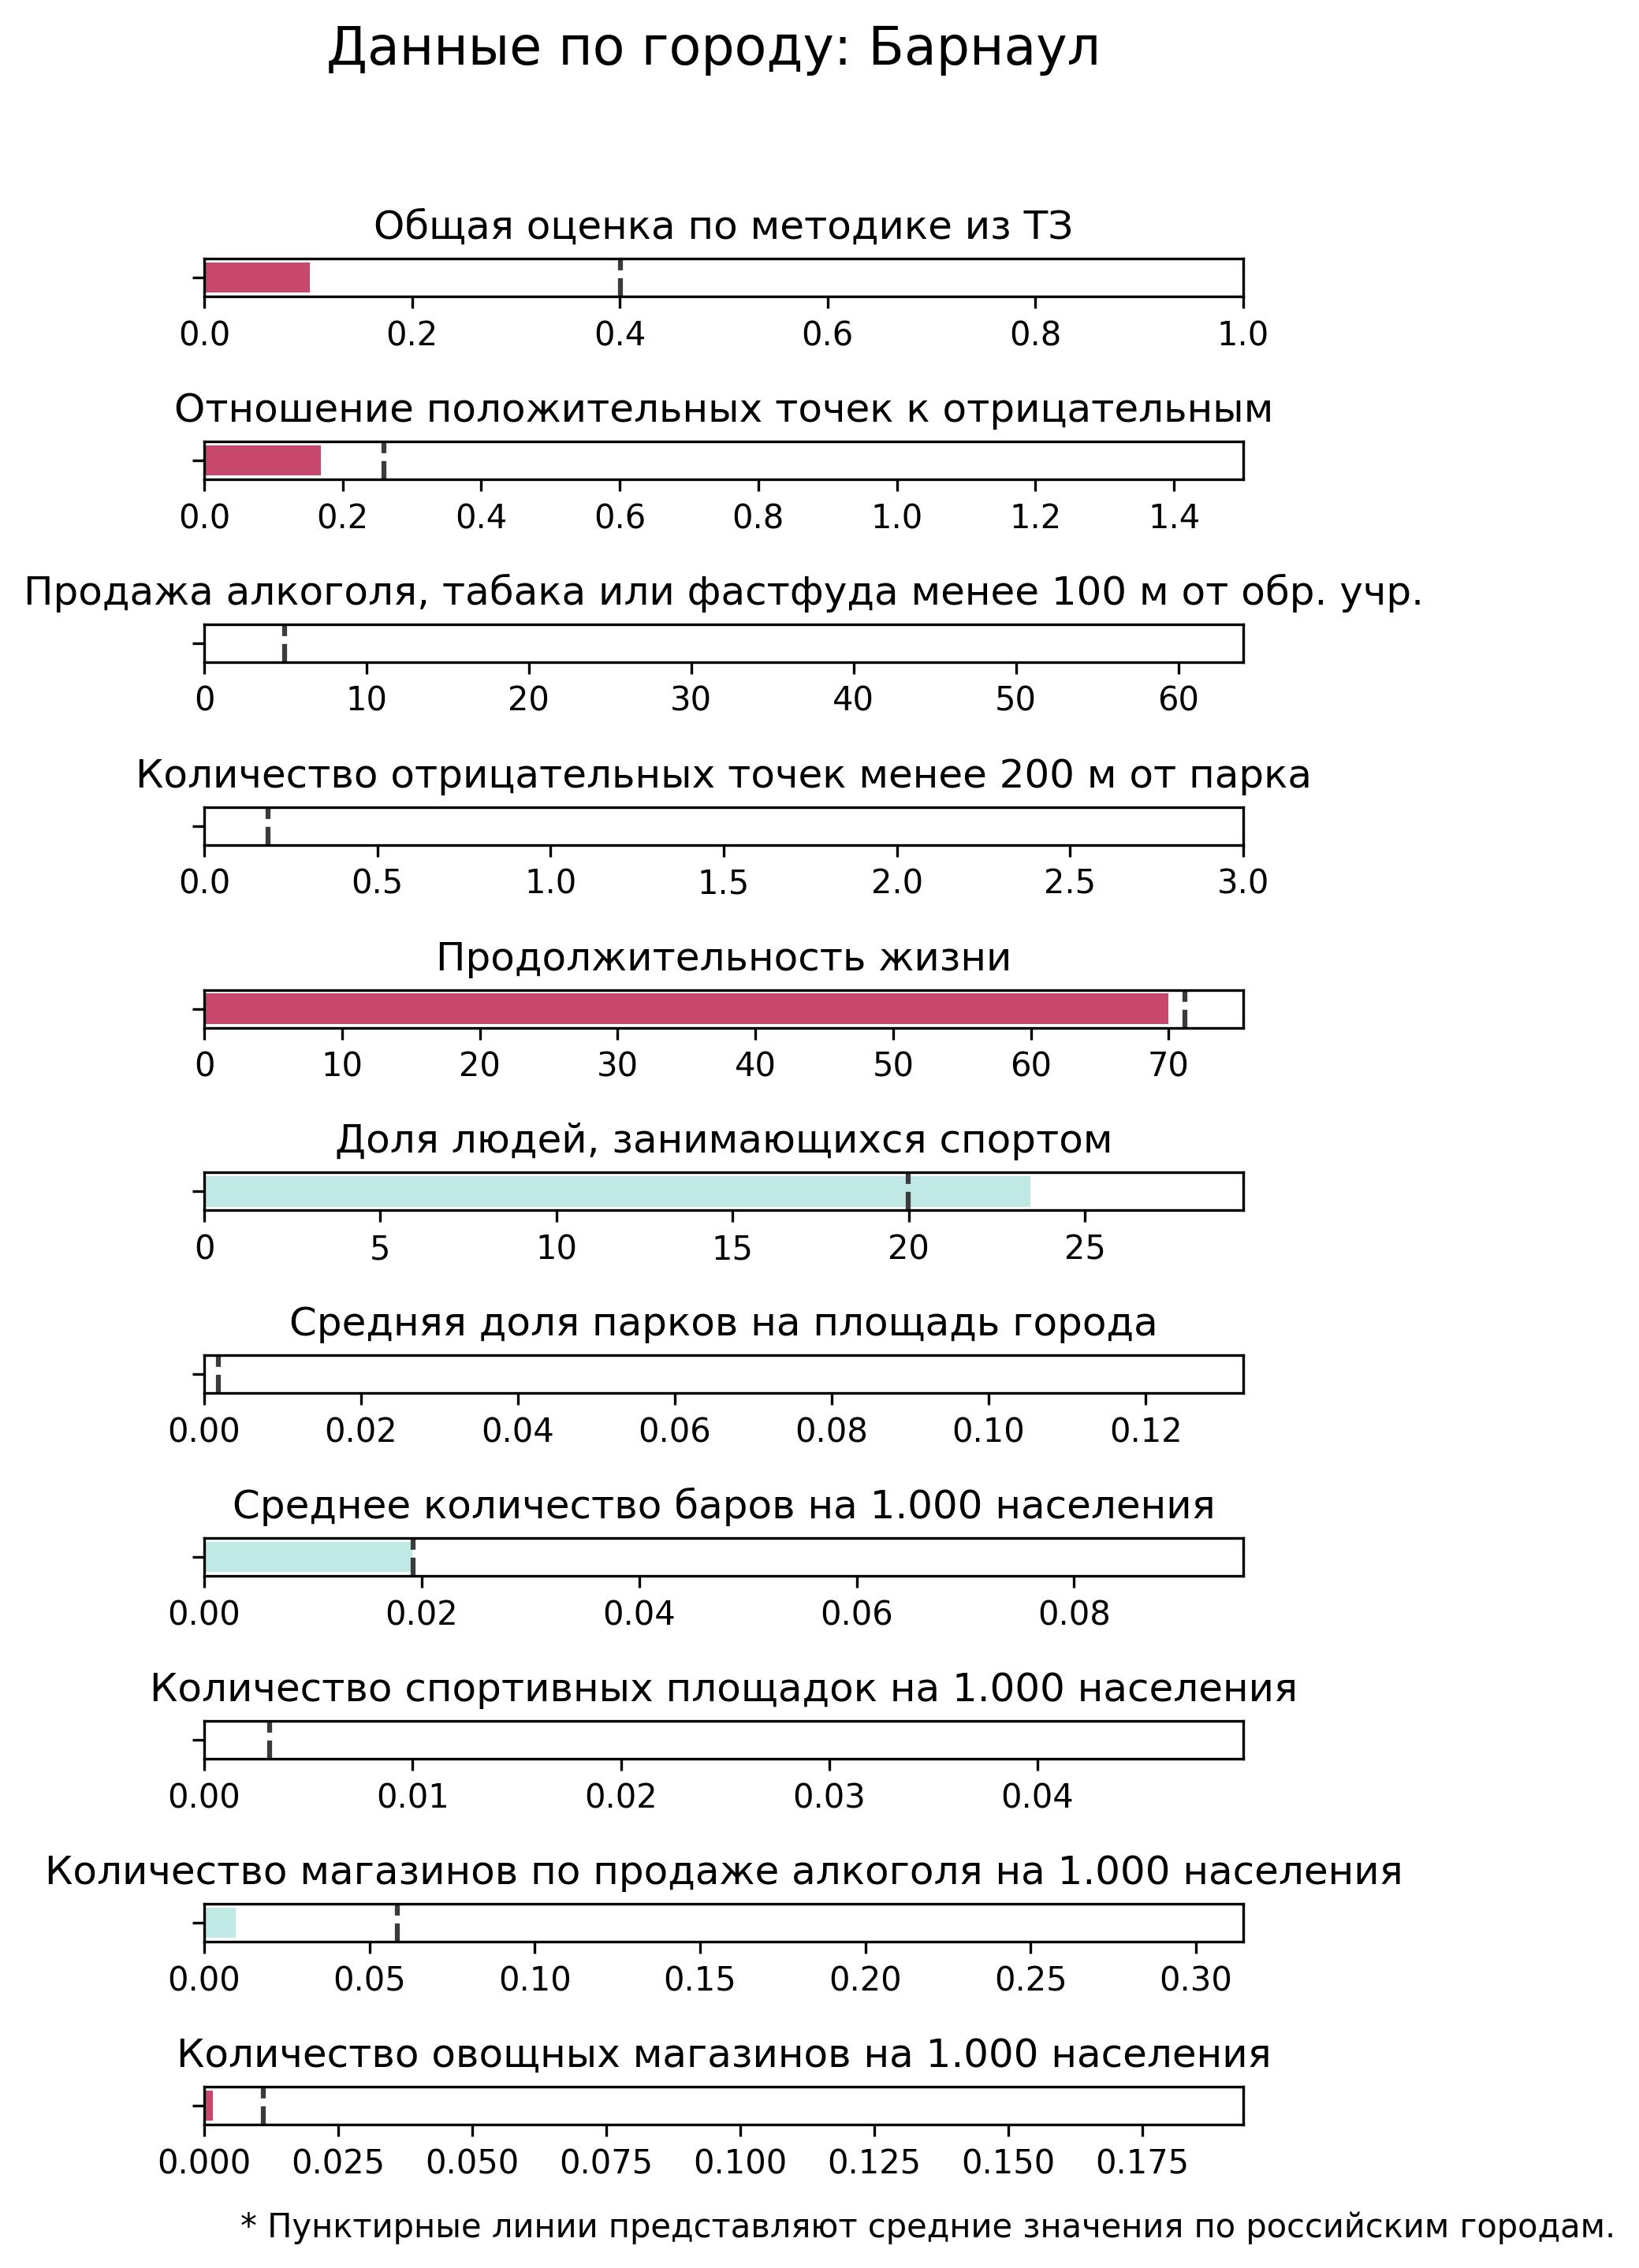 Данные по городу: Барнаул
Общая оценка по методике из ТЗ
0.0 0.2 0.4 0.6 0.8 1.0
Отношение положительных точек к отрицательным
0.0 0.2 0.4 0.6 0.8 1.0 1.2 1.4
Продажа алкоголя, табака или фастфуда менее 100 м от обр. учр.
0 10 20 30 40 50 60
Количество отрицательных точек менее 200 м от парка
0.0 0.5 1.0 1.5 2.0 2.5 3.0
Продолжительность жизни
0 10 20 30 40 50 60 70
Доля людей, занимающихся спортом
0 5 10 15 20 25
Средняя доля парков на площадь города
0.00 0.02 0.04 0.06 0.08 0.10 0.12
Среднее количество баров на 1.000 населения
0.00 0.02 0.04 0.06 0.08
Количество спортивных площадок на 1.000 населения
0.00 0.01 0.02 0.03 0.04
Количество магазинов по продаже алкоголя на 1.000 населения
0.00 0.05 0.10 0.15 0.20 0.25 0.30
Количество овощных магазинов на 1.000 населения
0.000 0.025 0.050 0.075 0.100 0.125 0.150 0.175
* Пунктирные линии представляют средние значения по российским городам.